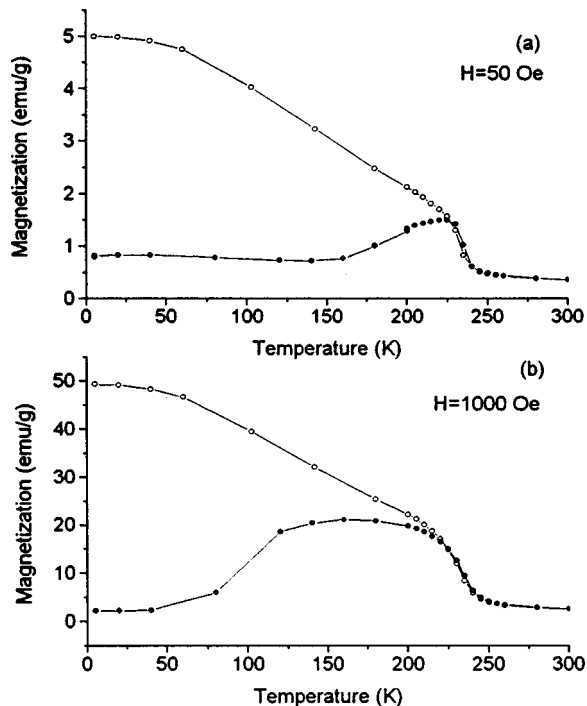 (a)
H=50 Oe
Magnetization (emu/g)
5
4
3
2
1
0
0 50 100 150 200 250 300
Temperature (K)
(b)
H=1000 Oe
Magnetization (emu/g)
50
40
30
20
10
0
0 50 100 150 200 250 300
Temperature (K)